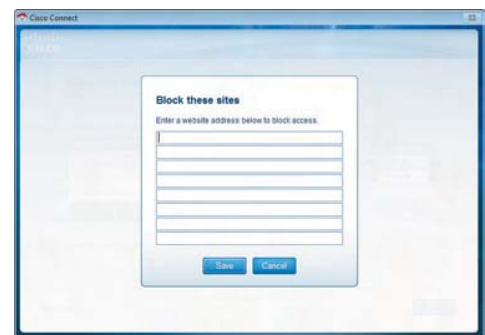 Cisco Connect
Block these sites
Enter a website address below to block access.
Save
Cancel